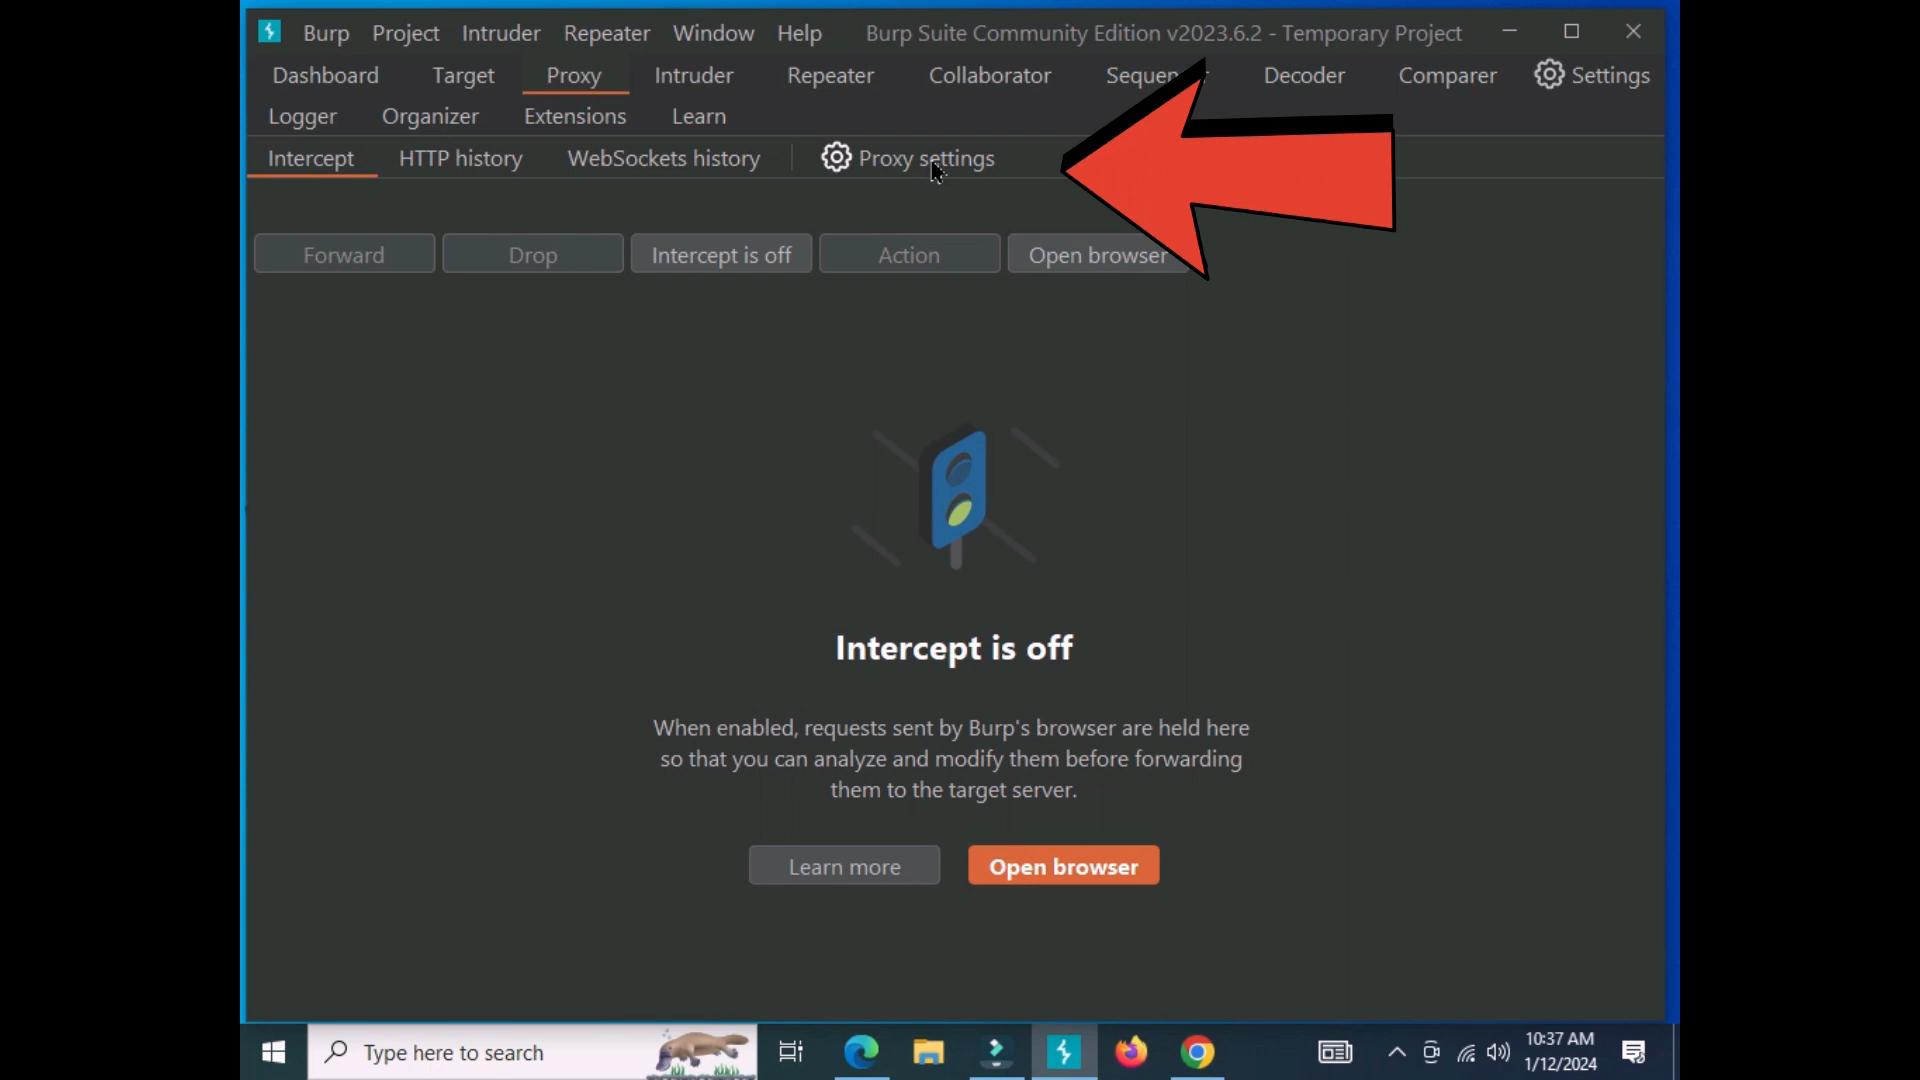 Burp Project Intruder Repeater Window Help Burp Suite Community Edition v2023.6.2 - Temporary Project
Dashboard Target Proxy Intruder Repeater Collaborator Decoder Comparer Settings
Logger Organizer Extensions Learn
Intercept HTTP history WebSockets history Proxy settings
Forward Drop Intercept is off Action Open browser
Intercept is off
When enabled, requests sent by Burp's browser are held here
so that you can analyze and modify them before forwarding
them to the target server.
Learn more Open browser
Type here to search
10:37 AM
1/12/2024